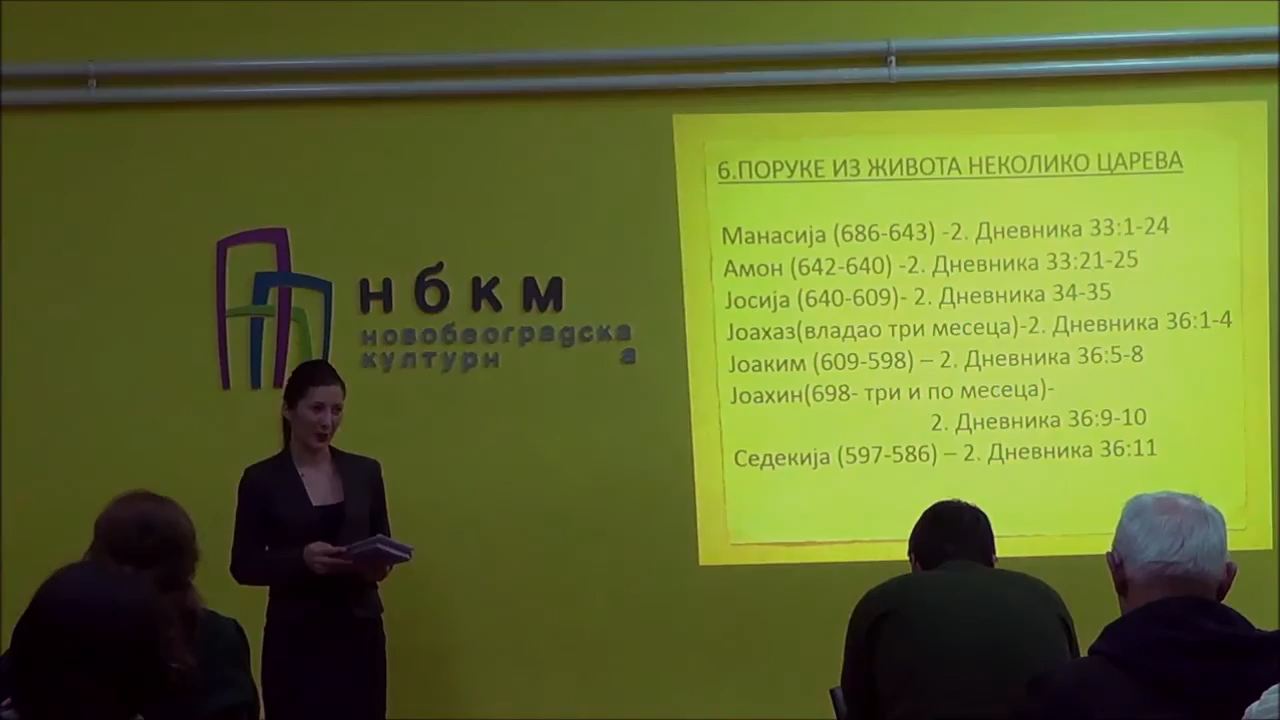 нбкм
новобеоградска
културн а
6.ПОРУКЕ ИЗ ЖИВОТА НЕКОЛИКО ЦАРЕВА
Манасија (686-643) -2. Дневника 33:1-24
Амон (642-640) -2. Дневника 33:21-25
Јосија (640-609)- 2. Дневника 34-35
Јоахаз(владао три месеца)-2. Дневника 36:1-4
Јоаким (609-598) – 2. Дневника 36:5-8
Јоахин(698- три и по месеца)-
2. Дневника 36:9-10
Седекија (597-586) – 2. Дневника 36:11